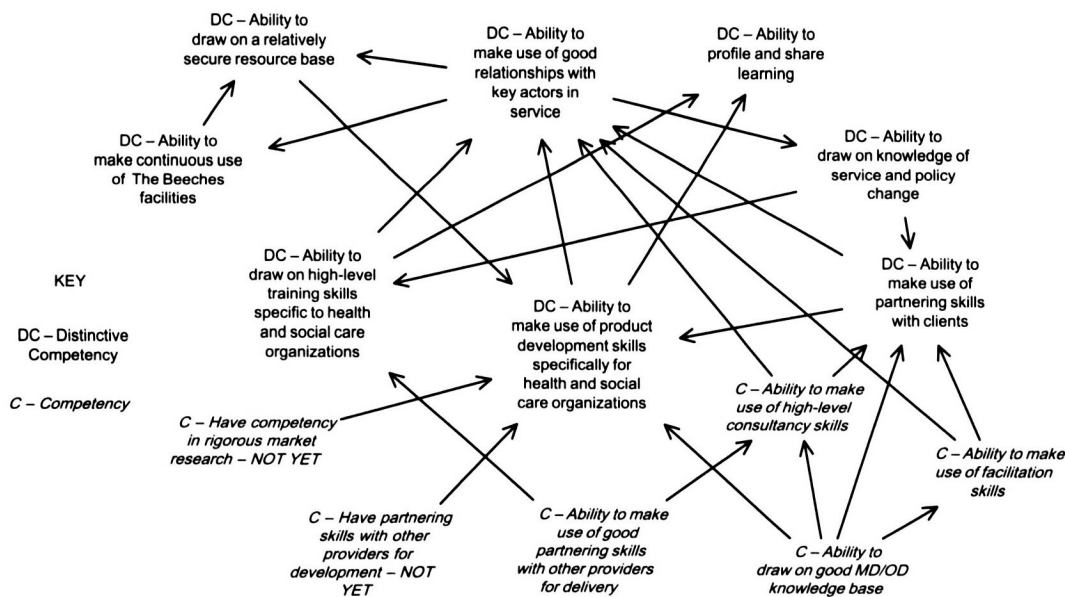 DC – Ability to
draw on a relatively
secure resource base
DC – Ability to
make use of good
relationships with
key actors in
service
DC – Ability to
profile and share
learning
DC – Ability to
make continuous use
of The Beeches
facilities
DC – Ability to
draw on knowledge of
service and policy
change
DC – Ability to
draw on high-level
training skills
specific to health
and social care
organizations
DC – Ability to
make use of product
development skills
specifically for
health and social
care organizations
DC – Ability to
make use of
partnering skills
with clients
KEY
DC – Distinctive
Competency
C – Competency
C – Have competency
in rigorous market
research – NOT YET
C – Ability to make
use of high-level
consultancy skills
C – Ability to make
use of facilitation
skills
C – Have partnering
skills with other
providers for
development – NOT
YET
C – Ability to make
use of good
partnering skills
with other providers
for delivery
C – Ability to
draw on good MD/OD
knowledge base